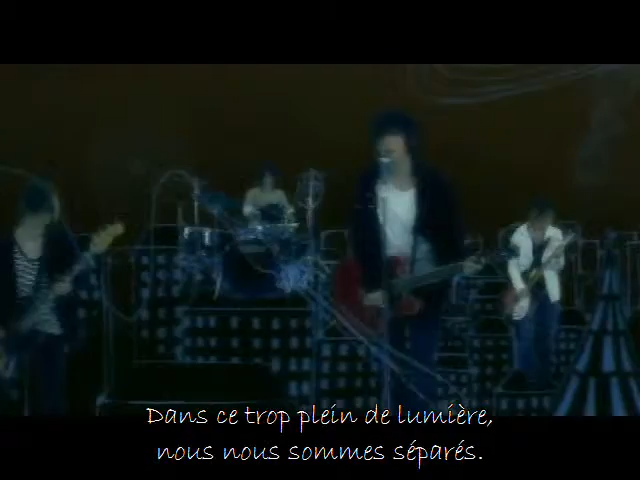 Dans ce trop plein de lumière,
nous nous sommes séparés.